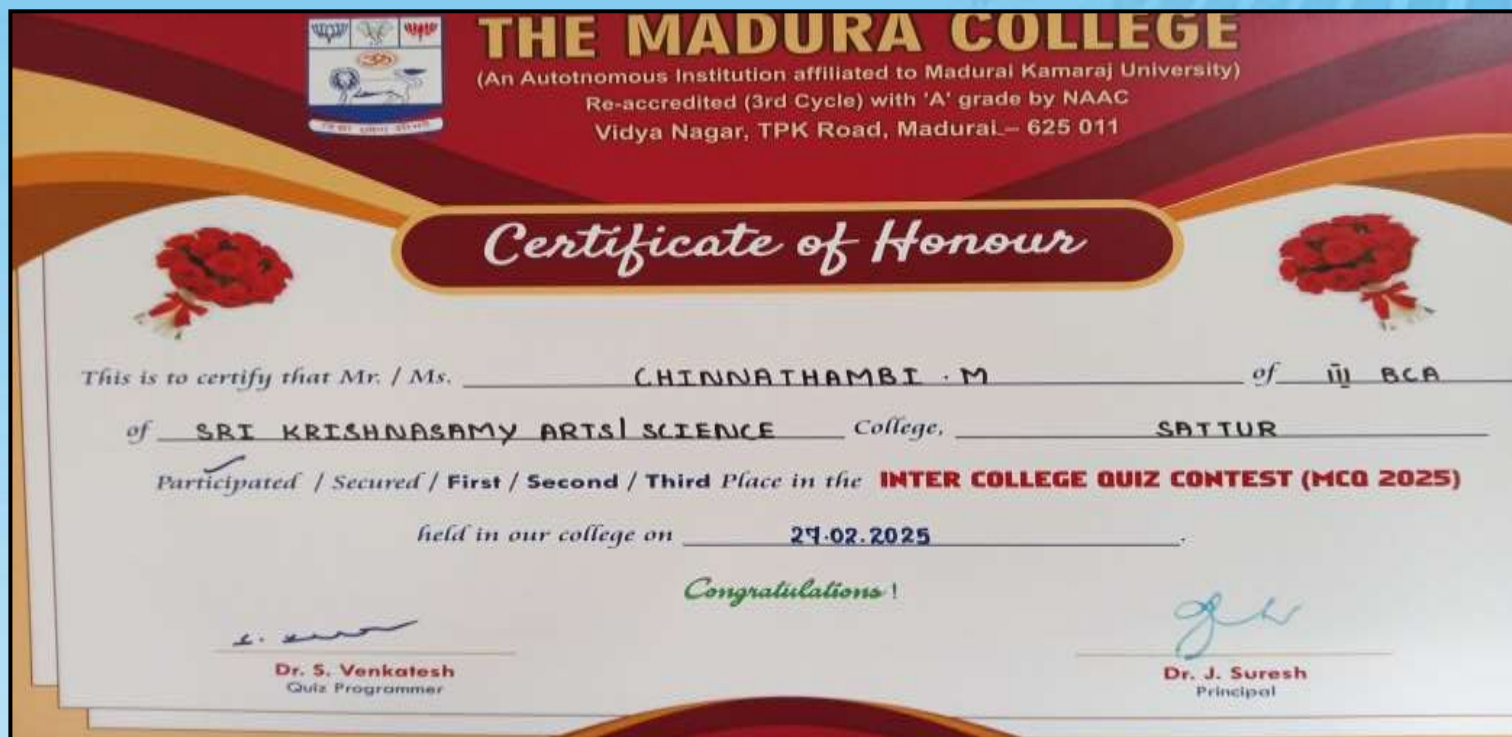 THE MADURA COLLEGE
(An Autotnomous Institution affiliated to Madurai Kamaraj University)
Re-accredited (3rd Cycle) with 'A' grade by NAAC
Vidya Nagar, TPK Road, Madurai – 625 011
Certificate of Honour
This is to certify that Mr. / Ms. CHINNATHAMBI . M of III BCA
of SRI KRISHNASAMY ARTS| SCIENCE College, SATTUR
Participated / Secured / First / Second / Third Place in the INTER COLLEGE QUIZ CONTEST (MCQ 2025)
held in our college on 27.02.2025.
Congratulations !
Dr. S. Venkatesh
Quiz Programmer
Dr. J. Suresh
Principal